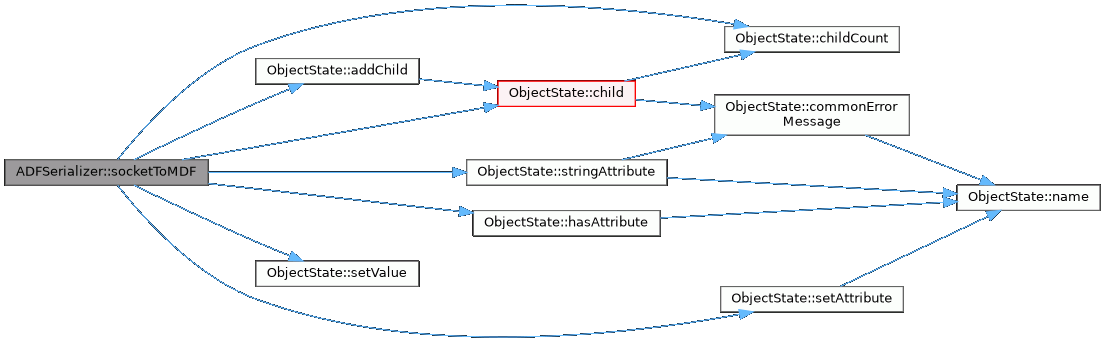 ObjectState::childCount
ObjectState::addChild
ObjectState::child
ObjectState::commonError
Message
ADFSerializer::socketToMDF
ObjectState::stringAttribute
ObjectState::name
ObjectState::hasAttribute
ObjectState::setValue
ObjectState::setAttribute